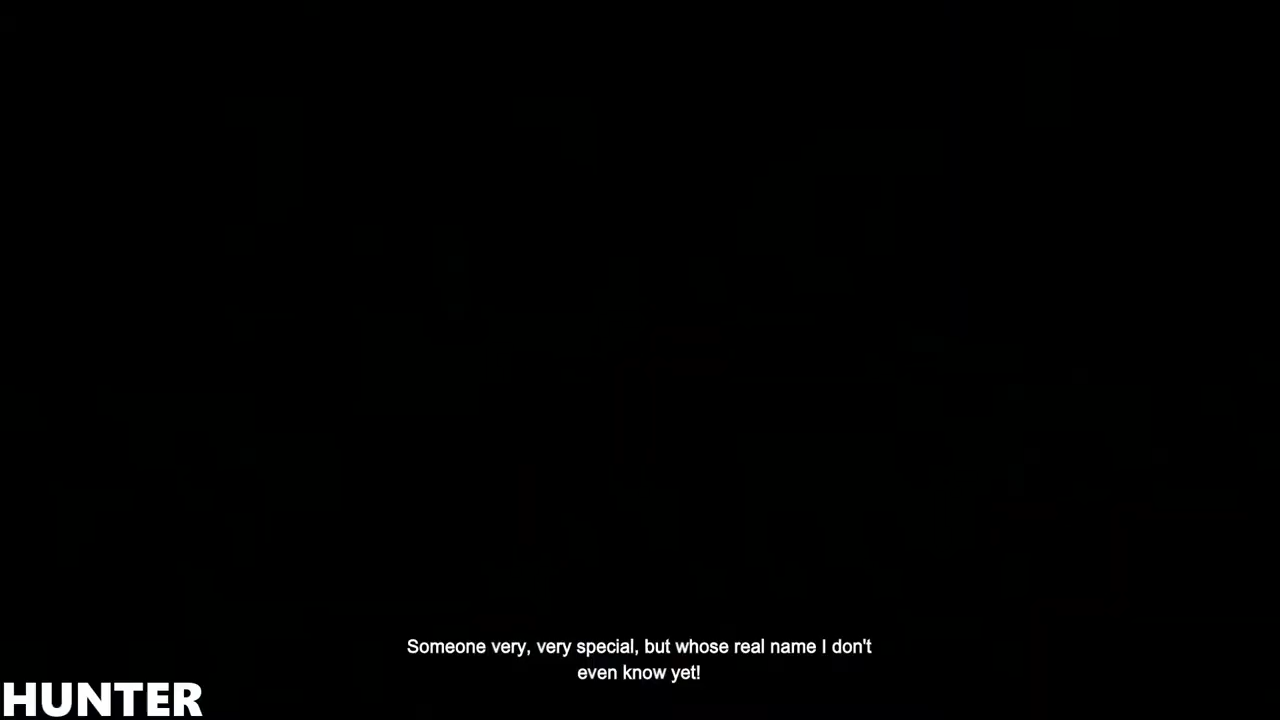 Someone very, very special, but whose real name I don't
even know yet!
HUNTER